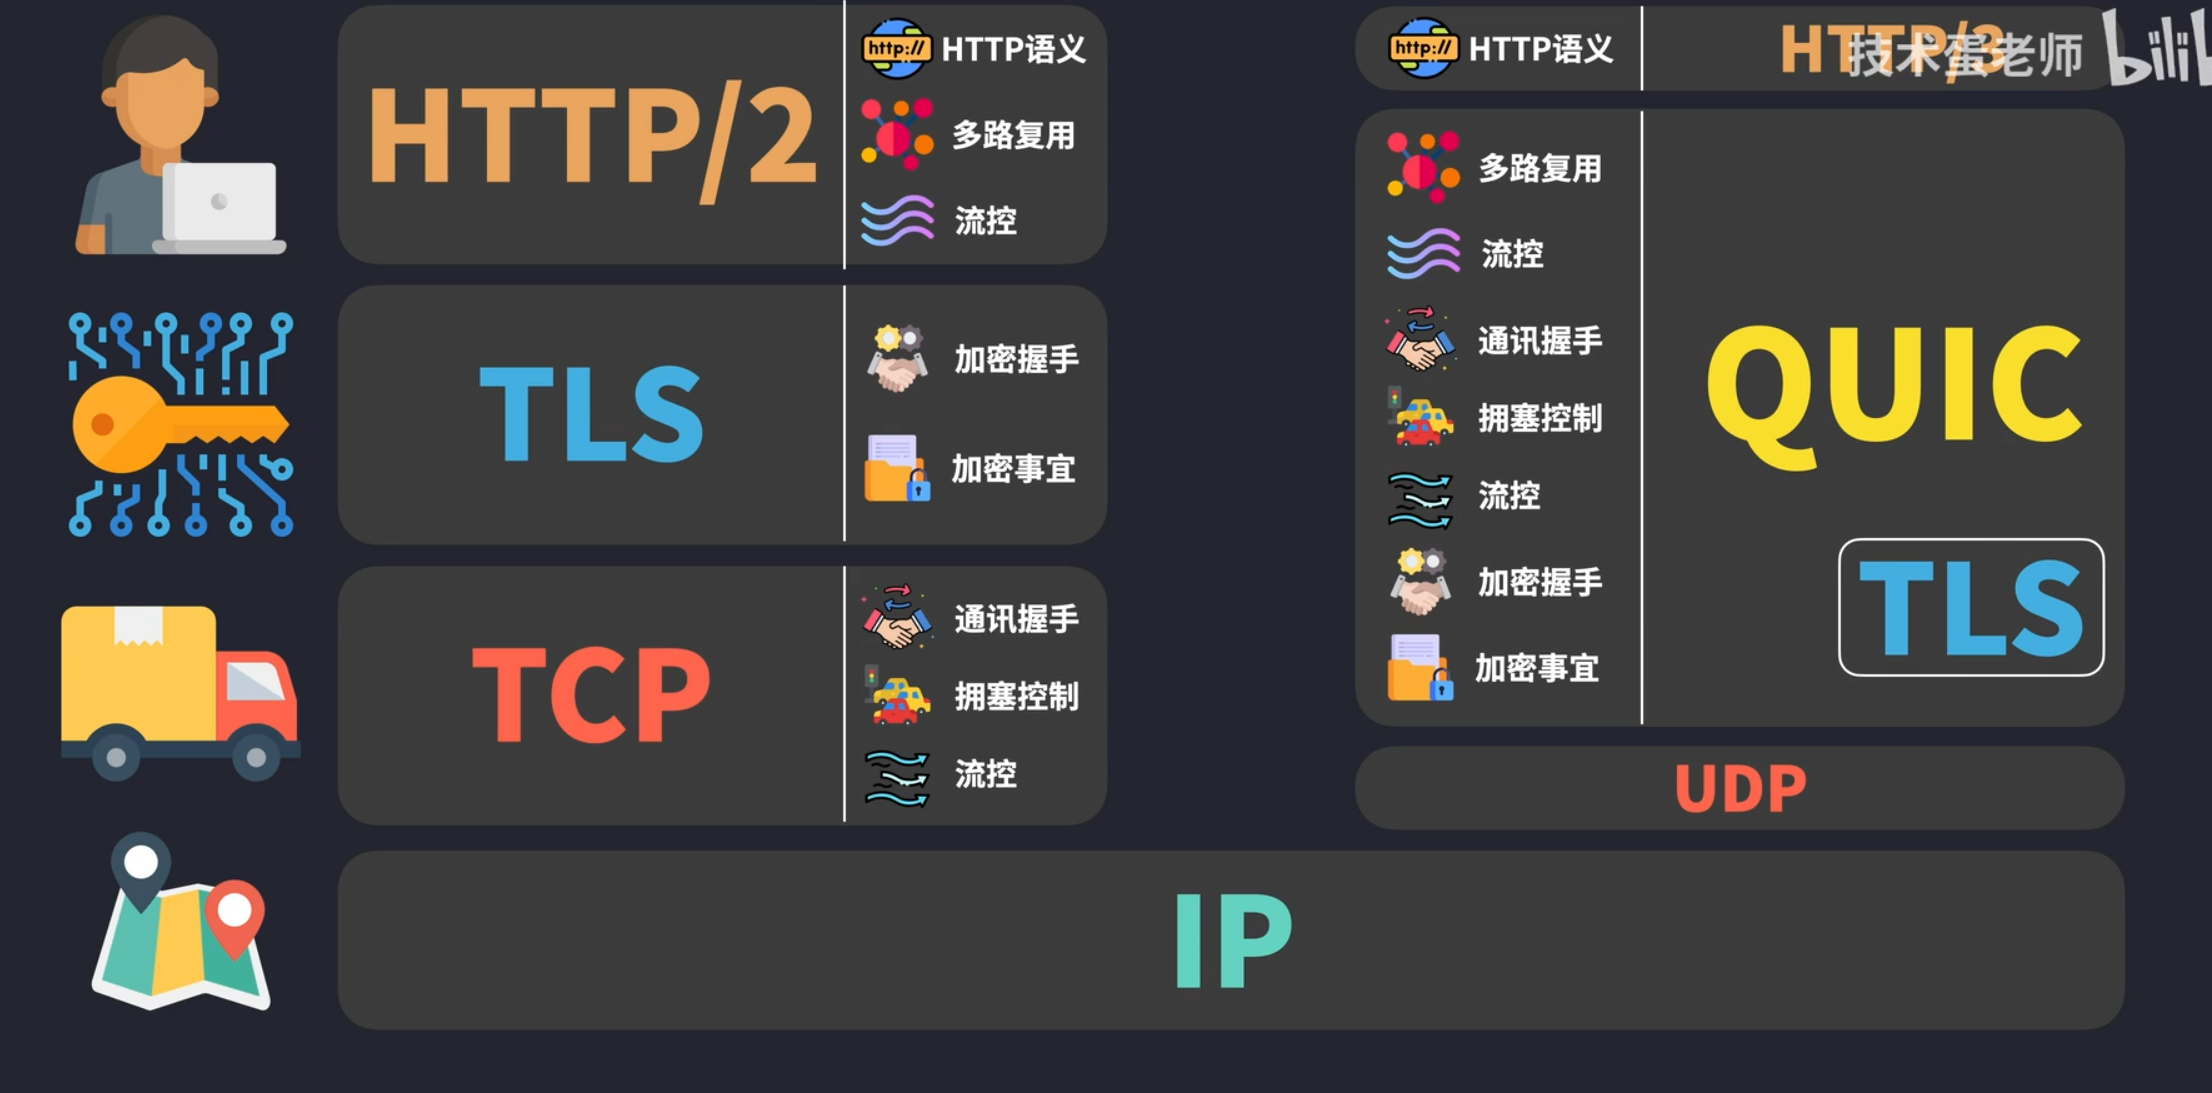 HTTP/2
http://
HTTP语义
多路复用
流控
TLS
加密握手
加密事宜
TCP
通讯握手
拥塞控制
流控
http://
HTTP语义
HTTP/3
技术蛋老师
多路复用
流控
通讯握手
拥塞控制
流控
加密握手
加密事宜
QUIC
TLS
UDP
IP